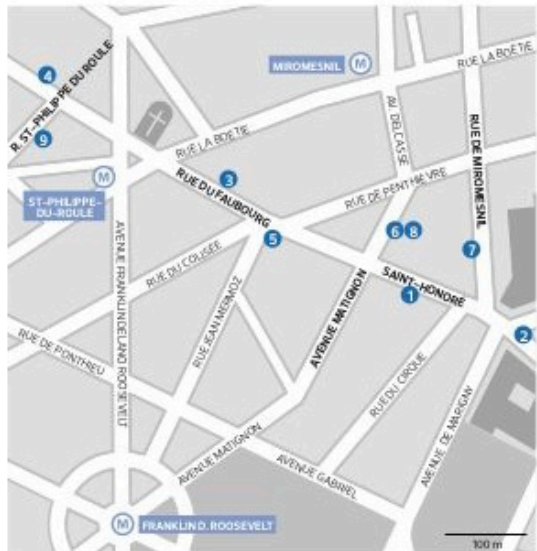 MIROMESNIL
M
RUE LA BOÉTIE
4
R. ST-PHILIPPE DU ROULE
9
RUE LA BOÉTIE
AV. DELCASSÉ
RUE DE MIROMESNIL
M
ST-PHILIPPE-
DU-ROULE
3
RUE DU FAUBOURG
RUE DE PENTHIÈVRE
5
6
8
7
SAINT-HONORÉ
1
2
AVENUE FRANKLIN DELANO ROOSEVELT
RUE DU COLISÉE
RUE JEAN MERMOZ
AVENUE MATIGNON
RUE DE PONTHIEU
RUE DU CIRQUE
AVENUE DE MARIGNY
AVENUE MATIGNON
AVENUE GABRIEL
M
FRANKLIN D. ROOSEVELT
100 m